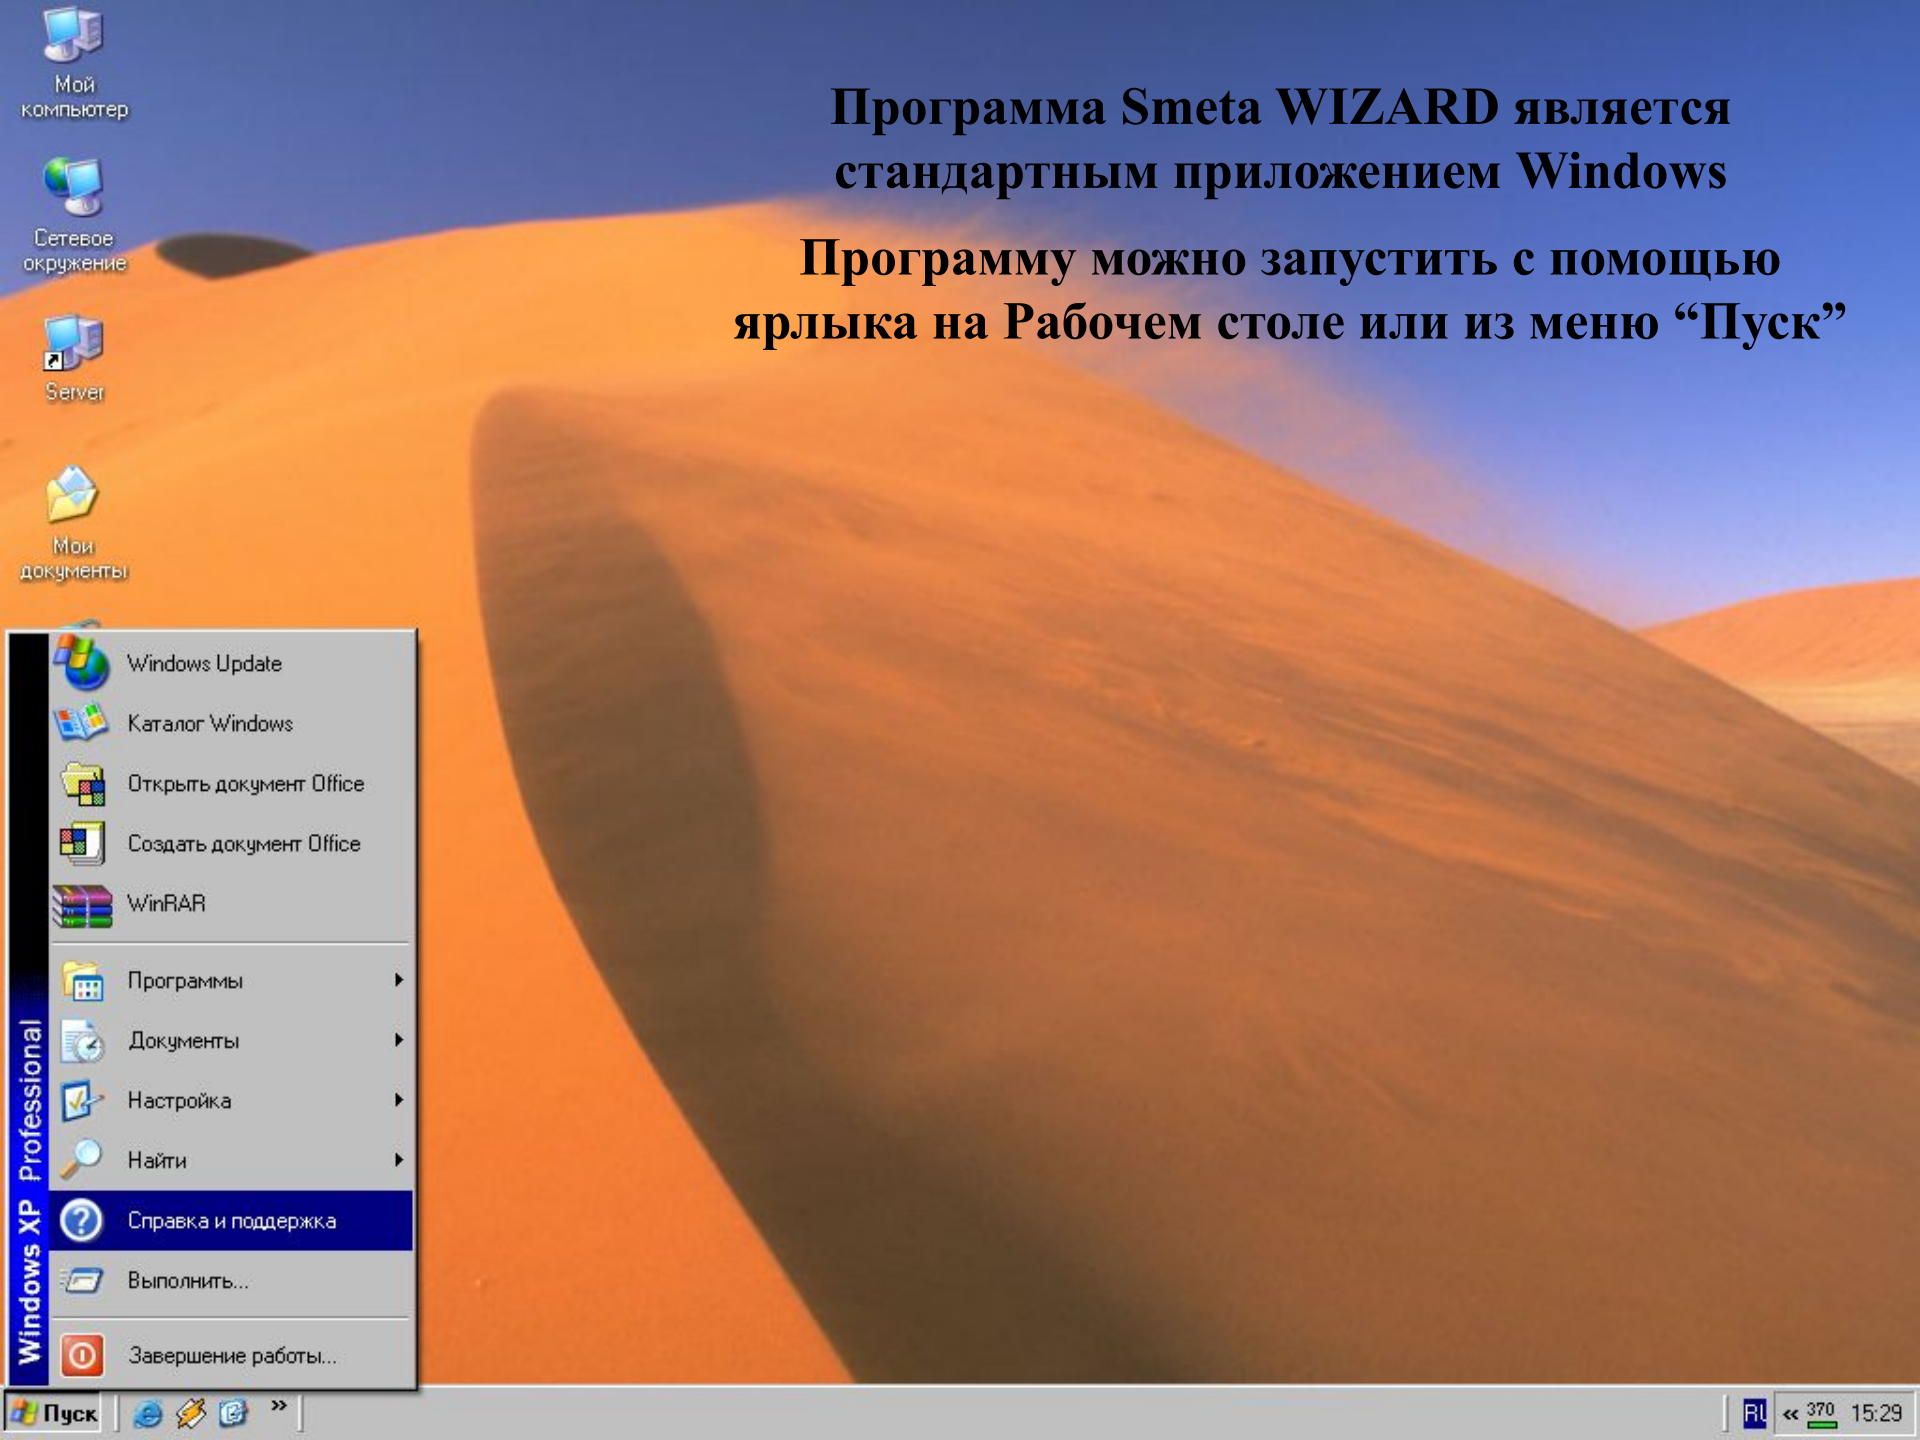 Мой
компьютер
Сетевое
окружение
Server
Мои
документы
Программа Smeta WIZARD является
стандартным приложением Windows
Программу можно запустить с помощью
ярлыка на Рабочем столе или из меню “Пуск”
Windows Update
Каталог Windows
Открыть документ Office
Создать документ Office
WinRAR
Программы
Документы
Настройка
Найти
Справка и поддержка
Выполнить...
Завершение работы...
Windows XP Professional
Пуск
»
RU
«
370
15:29